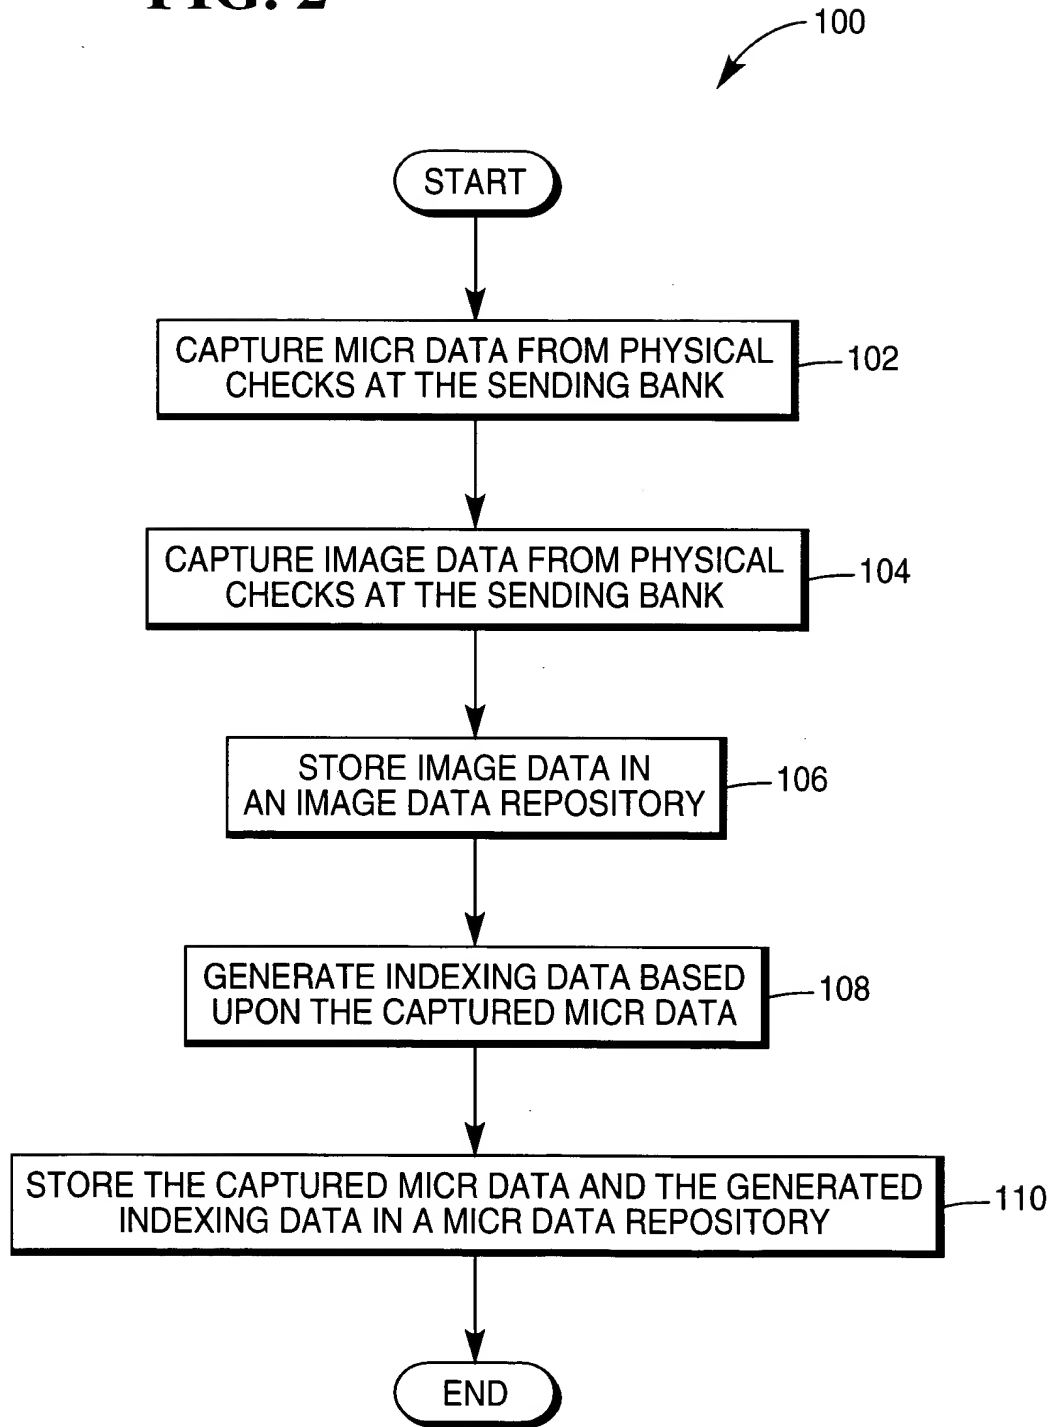 FIG. 2
100
START
CAPTURE MICR DATA FROM PHYSICAL
CHECKS AT THE SENDING BANK
102
CAPTURE IMAGE DATA FROM PHYSICAL
CHECKS AT THE SENDING BANK
104
STORE IMAGE DATA IN
AN IMAGE DATA REPOSITORY
106
GENERATE INDEXING DATA BASED
UPON THE CAPTURED MICR DATA
108
STORE THE CAPTURED MICR DATA AND THE GENERATED
INDEXING DATA IN A MICR DATA REPOSITORY
110
END